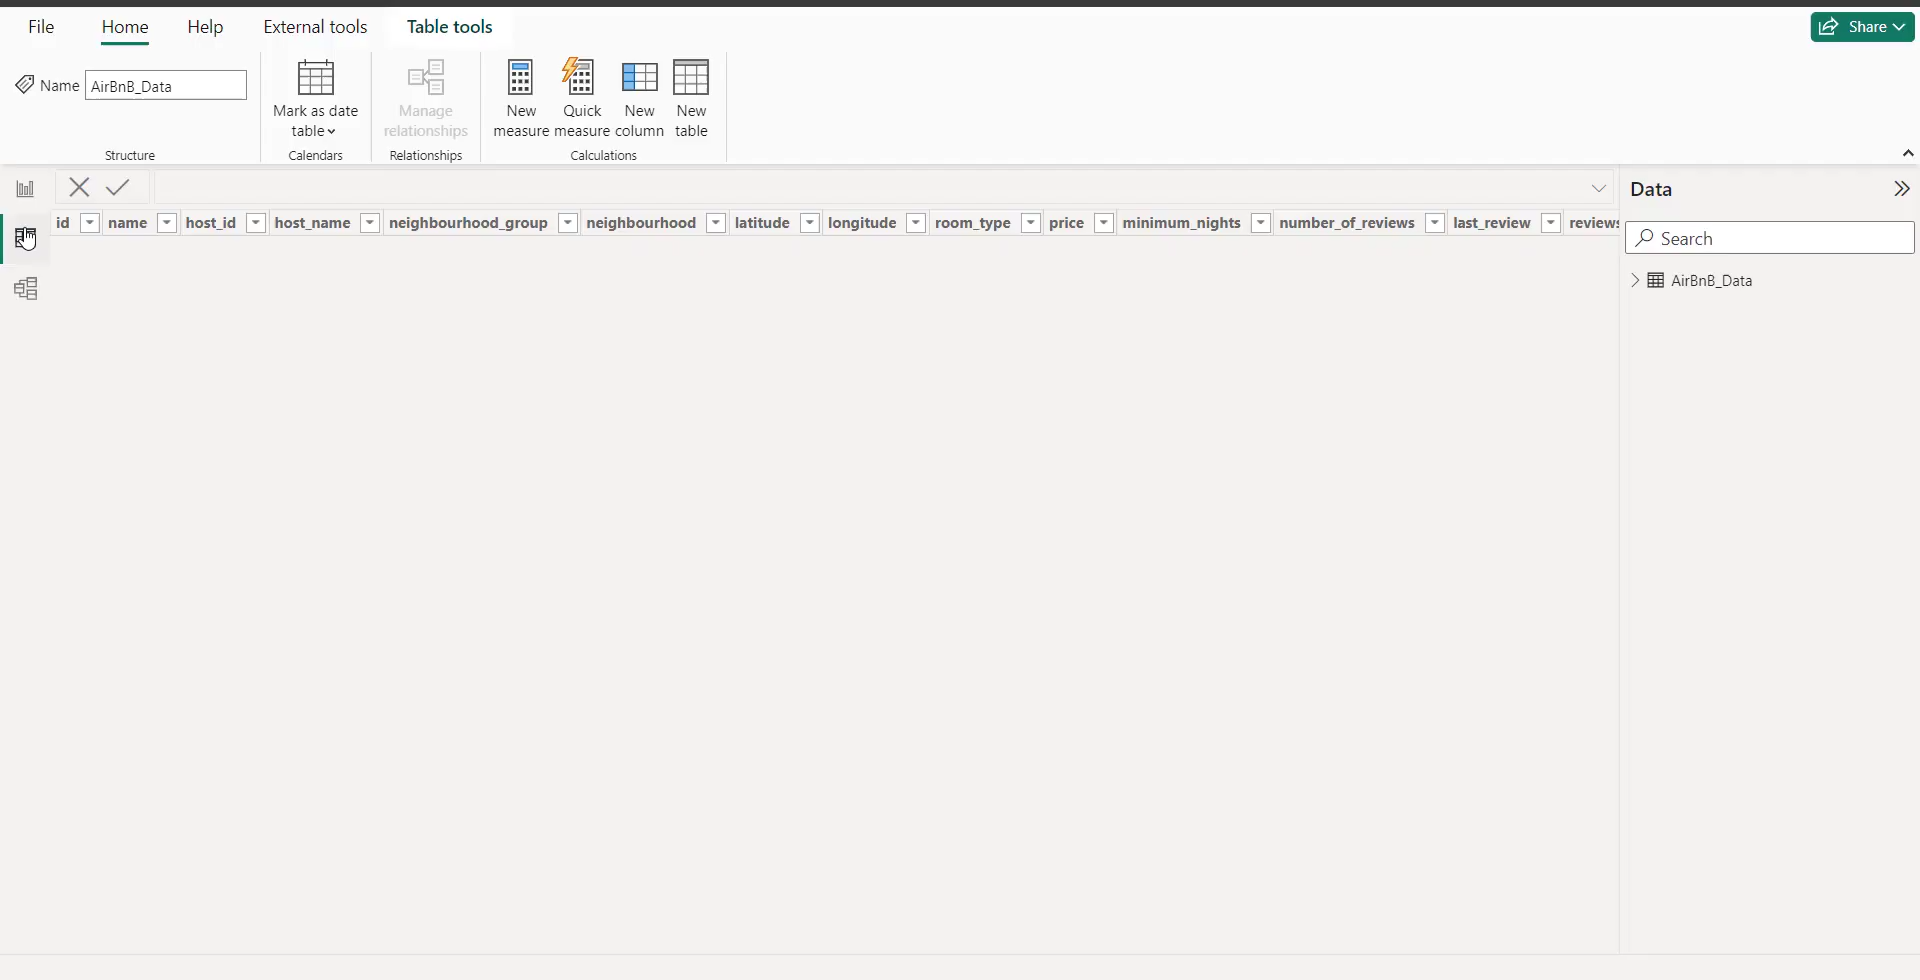 File Home Help External tools Table tools Share
Name AirBnB_Data
Mark as date table
Manage relationships
New measure
Quick measure
New column
New table
Structure Calendars Relationships Calculations
Data
id name host_id host_name neighbourhood_group neighbourhood latitude longitude room_type price minimum_nights number_of_reviews last_review reviews
Search
AirBnB_Data